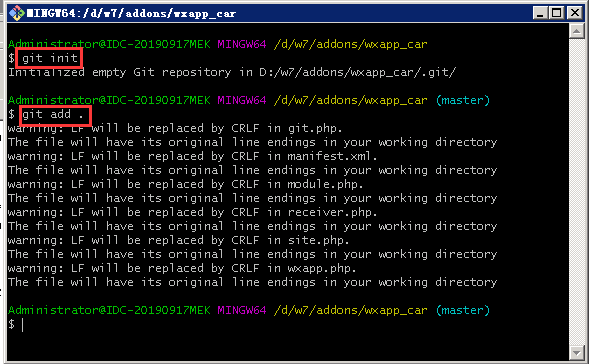 MINGW64:/d/w7/addons/wxapp_car
Administrator@IDC-20190917MEK MINGW64 /d/w7/addons/wxapp_car
$ git init
Initialized empty Git repository in D:/w7/addons/wxapp_car/.git/
Administrator@IDC-20190917MEK MINGW64 /d/w7/addons/wxapp_car (master)
$ git add .
warning: LF will be replaced by CRLF in git.php.
The file will have its original line endings in your working directory
warning: LF will be replaced by CRLF in manifest.xml.
The file will have its original line endings in your working directory
warning: LF will be replaced by CRLF in module.php.
The file will have its original line endings in your working directory
warning: LF will be replaced by CRLF in receiver.php.
The file will have its original line endings in your working directory
warning: LF will be replaced by CRLF in site.php.
The file will have its original line endings in your working directory
warning: LF will be replaced by CRLF in wxapp.php.
The file will have its original line endings in your working directory
Administrator@IDC-20190917MEK MINGW64 /d/w7/addons/wxapp_car (master)
$